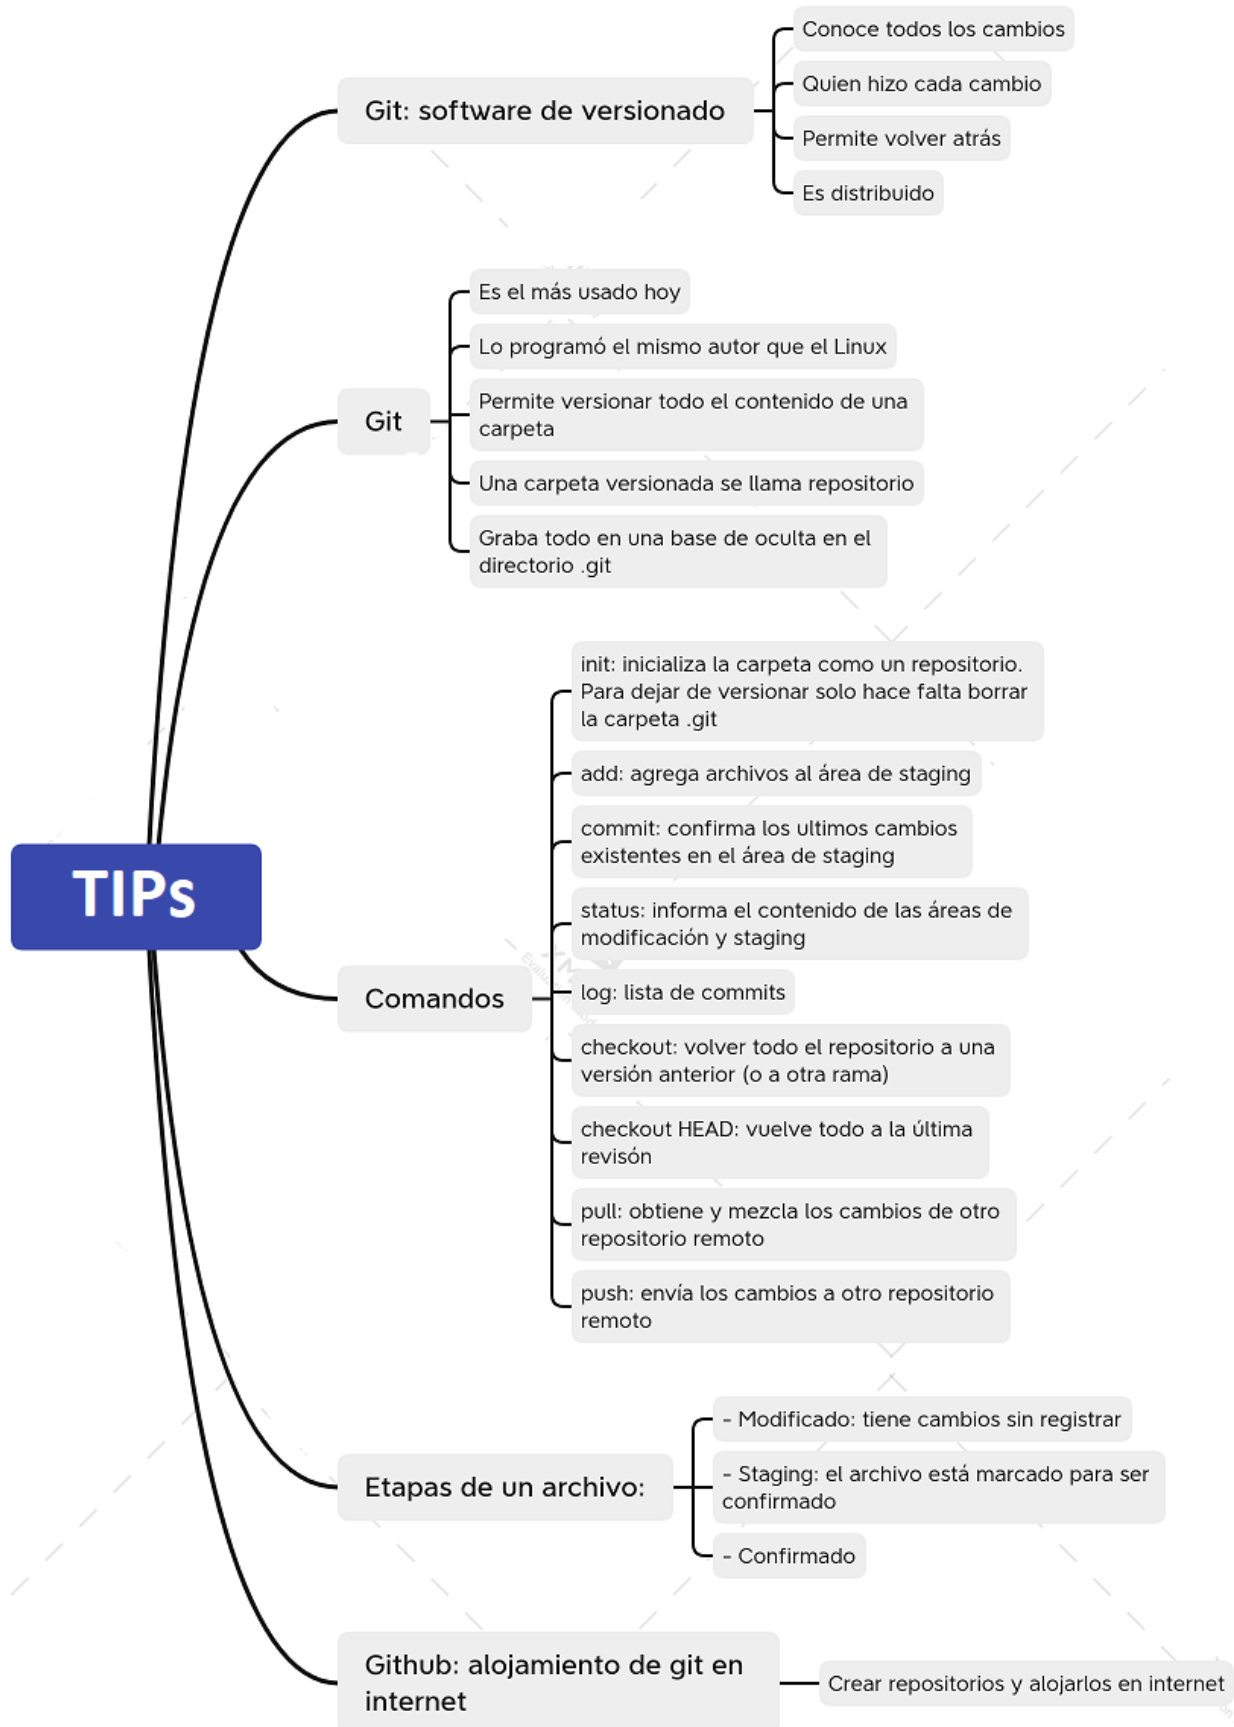 Conoce todos los cambios
Quien hizo cada cambio
Git: software de versionado
Permite volver atrás
Es distribuido
Es el más usado hoy
Lo programó el mismo autor que el Linux
Permite versionar todo el contenido de una
carpeta
Git
Una carpeta versionada se llama repositorio
Graba todo en una base de oculta en el
directorio .git
init: inicializa la carpeta como un repositorio.
Para dejar de versionar solo hace falta borrar
la carpeta .git
add: agrega archivos al área de staging
commit: confirma los ultimos cambios
existentes en el área de staging
TIPs
status: informa el contenido de las áreas de
modificación y staging
Comandos
log: lista de commits
checkout: volver todo el repositorio a una
versión anterior (o a otra rama)
checkout HEAD: vuelve todo a la última
revisón
pull: obtiene y mezcla los cambios de otro
repositorio remoto
push: envía los cambios a otro repositorio
remoto
- Modificado: tiene cambios sin registrar
Etapas de un archivo:
- Staging: el archivo está marcado para ser
confirmado
- Confirmado
Github: alojamiento de git en
internet
Crear repositorios y alojarlos en internet